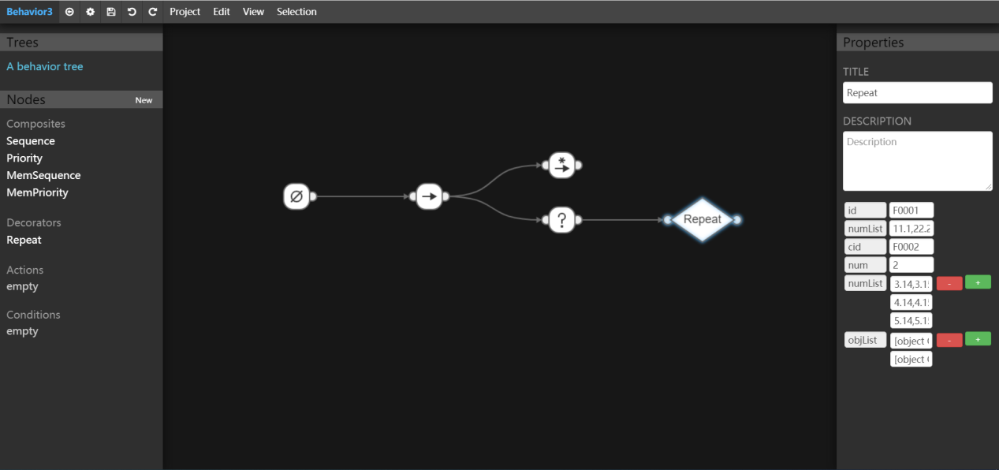 Behavior3 Project Edit View Selection
Trees
A behavior tree
Nodes New
Composites
Sequence
Priority
MemSequence
MemPriority
Decorators
Repeat
Actions
empty
Conditions
empty
∅
→
*
→
?
Repeat
Properties
TITLE
Repeat
DESCRIPTION
Description
id F0001
numList 11.1,22.2
cid F0002
num 2
numList 3.14,3.1 - +
4.14,4.1
5.14,5.1
objList [object - +
[object